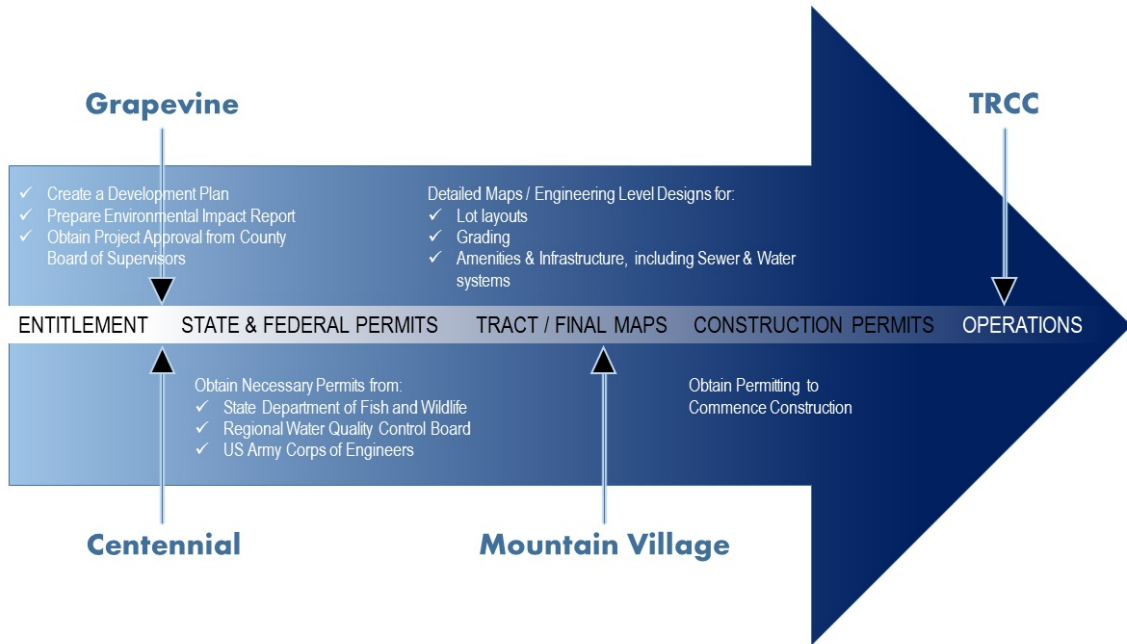 Grapevine
TRCC
✓ Create a Development Plan
✓ Prepare Environmental Impact Report
✓ Obtain Project Approval from County
Board of Supervisors
Detailed Maps / Engineering Level Designs for:
✓ Lot layouts
✓ Grading
✓ Amenities & Infrastructure, including Sewer & Water
systems
ENTITLEMENT
STATE & FEDERAL PERMITS
TRACT / FINAL MAPS
CONSTRUCTION PERMITS
OPERATIONS
Obtain Necessary Permits from:
✓ State Department of Fish and Wildlife
✓ Regional Water Quality Control Board
✓ US Army Corps of Engineers
Obtain Permitting to
Commence Construction
Centennial
Mountain Village